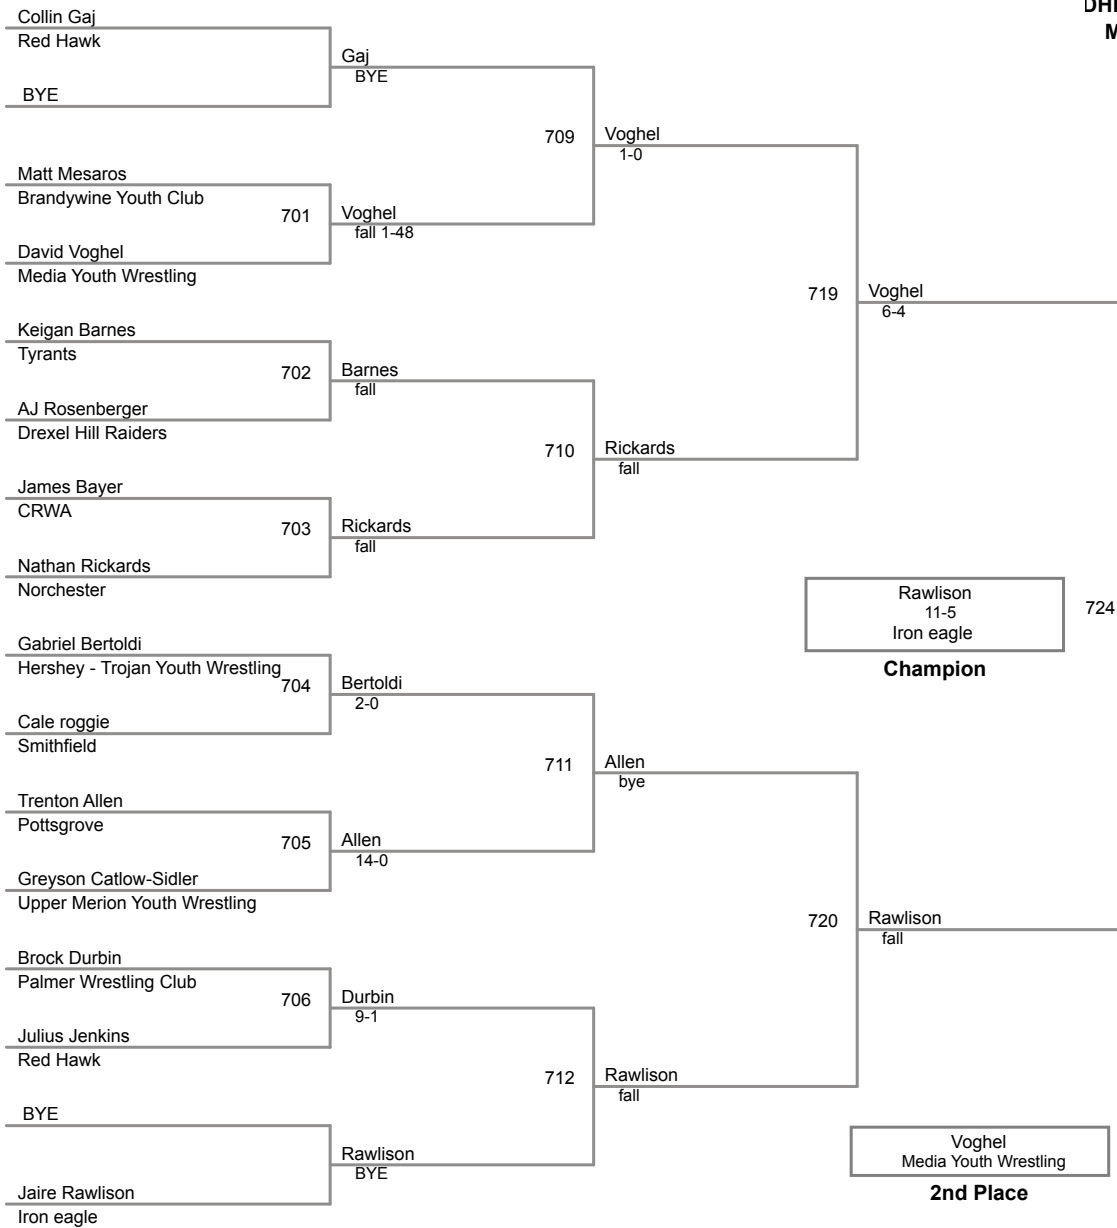 DH
M
Collin Gaj
Red Hawk
BYE
Gaj
BYE
Matt Mesaros
Brandywine Youth Club
701
David Voghel
Media Youth Wrestling
Voghel
fall 1-48
709
Voghel
1-0
Keigan Barnes
Tyrants
702
AJ Rosenberger
Drexel Hill Raiders
Barnes
fall
James Bayer
CRWA
703
Nathan Rickards
Norchester
Rickards
fall
710
Rickards
fall
719
Voghel
6-4
Gabriel Bertoldi
Hershey - Trojan Youth Wrestling
704
Cale roggie
Smithfield
Bertoldi
2-0
Trenton Allen
Pottsgrove
705
Greyson Catlow-Sidler
Upper Merion Youth Wrestling
Allen
14-0
711
Allen
bye
Brock Durbin
Palmer Wrestling Club
706
Julius Jenkins
Red Hawk
Durbin
9-1
BYE
Jaire Rawlison
Iron eagle
Rawlison
BYE
712
Rawlison
fall
720
Rawlison
fall
Rawlison
11-5
Iron eagle
724
Champion
Voghel
Media Youth Wrestling
2nd Place